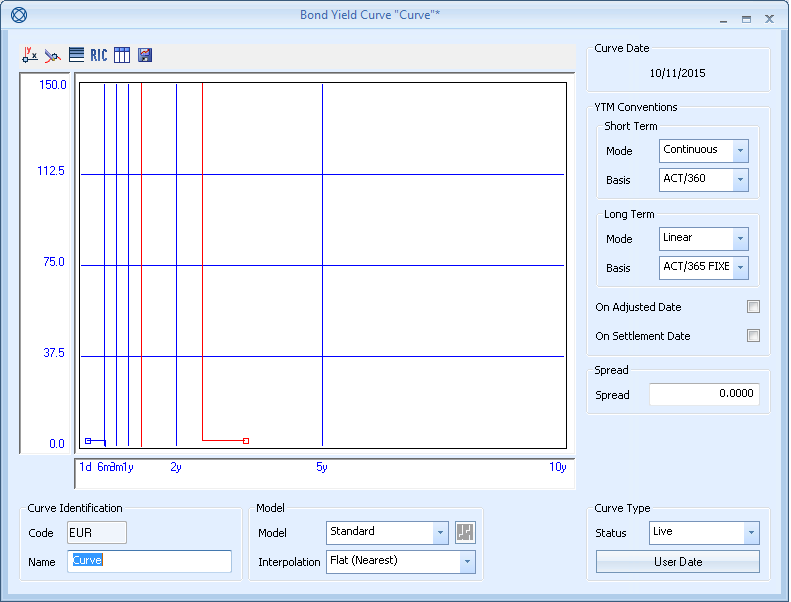 Bond Yield Curve "Curve"*
RIC
150.0
112.5
75.0
37.5
0.0
1d 6m 9m 1y 2y 5y 10y
Curve Date
10/11/2015
YTM Conventions
Short Term
Mode Continuous
Basis ACT/360
Long Term
Mode Linear
Basis ACT/365 FIXE
On Adjusted Date
On Settlement Date
Spread
Spread 0.0000
Curve Identification
Code EUR
Name Curve
Model
Model Standard
Interpolation Flat (Nearest)
Curve Type
Status Live
User Date